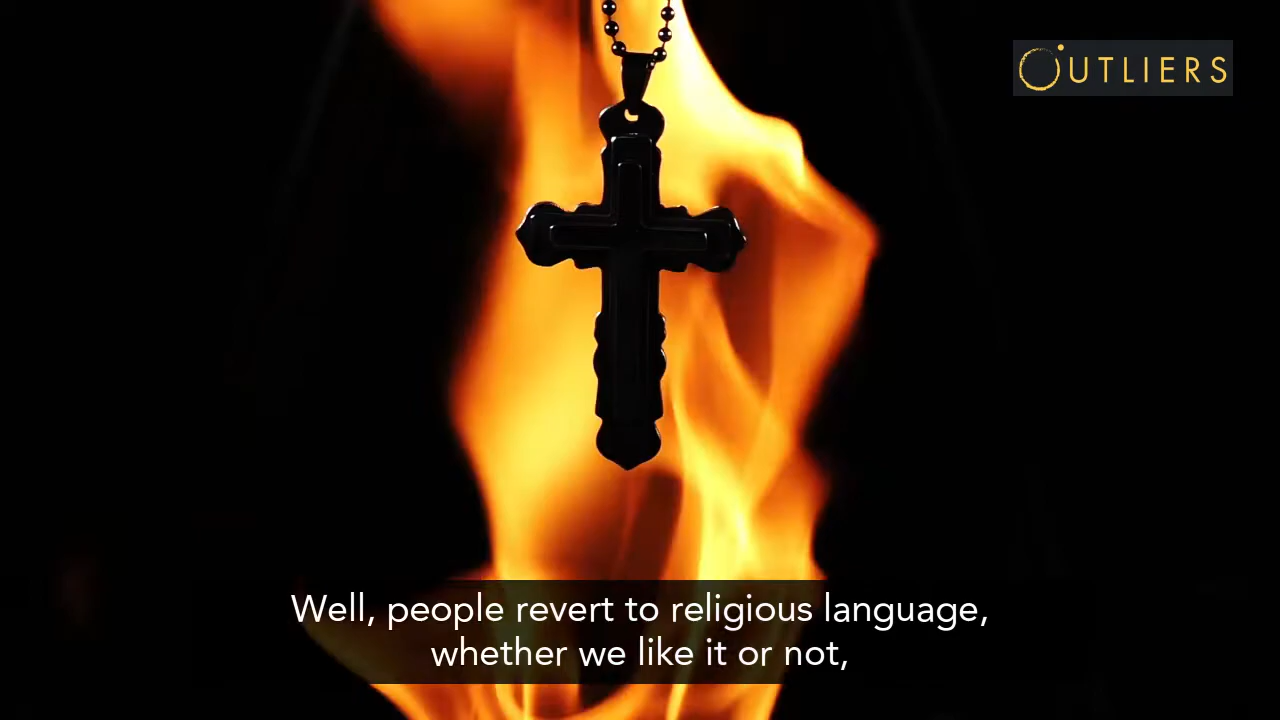 OUTLIERS
Well, people revert to religious language,
whether we like it or not,